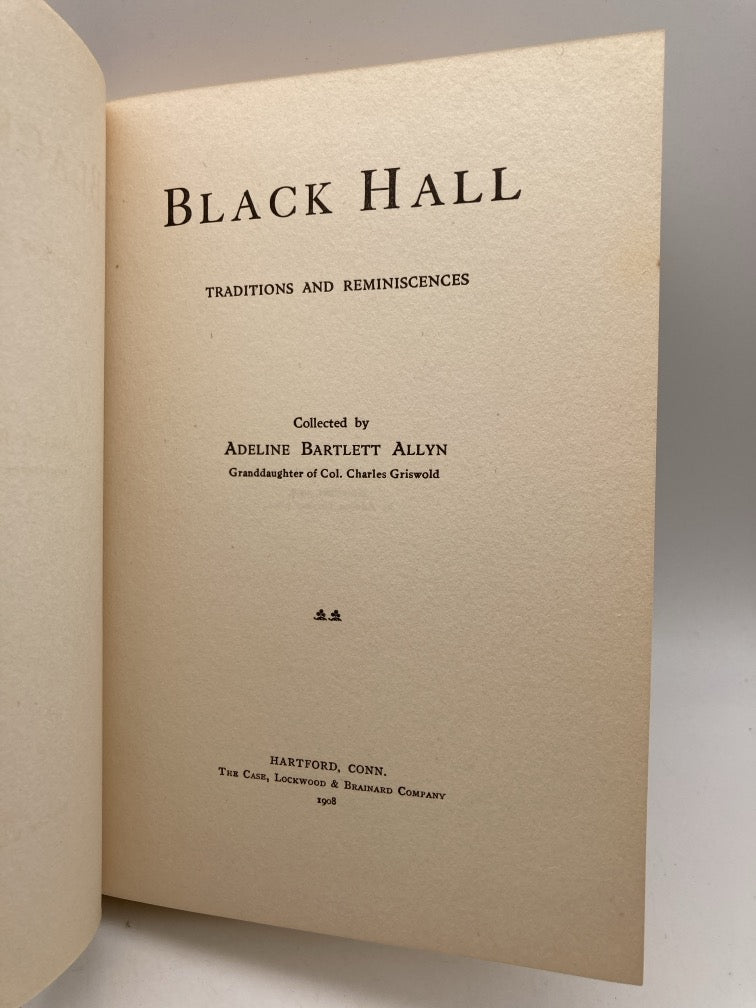 BLACK HALL
TRADITIONS AND REMINISCENCES
Collected by
ADELINE BARTLETT ALLYN
Granddaughter of Col. Charles Griswold
HARTFORD, CONN.
THE CASE, LOCKWOOD & BRAINARD COMPANY
1908